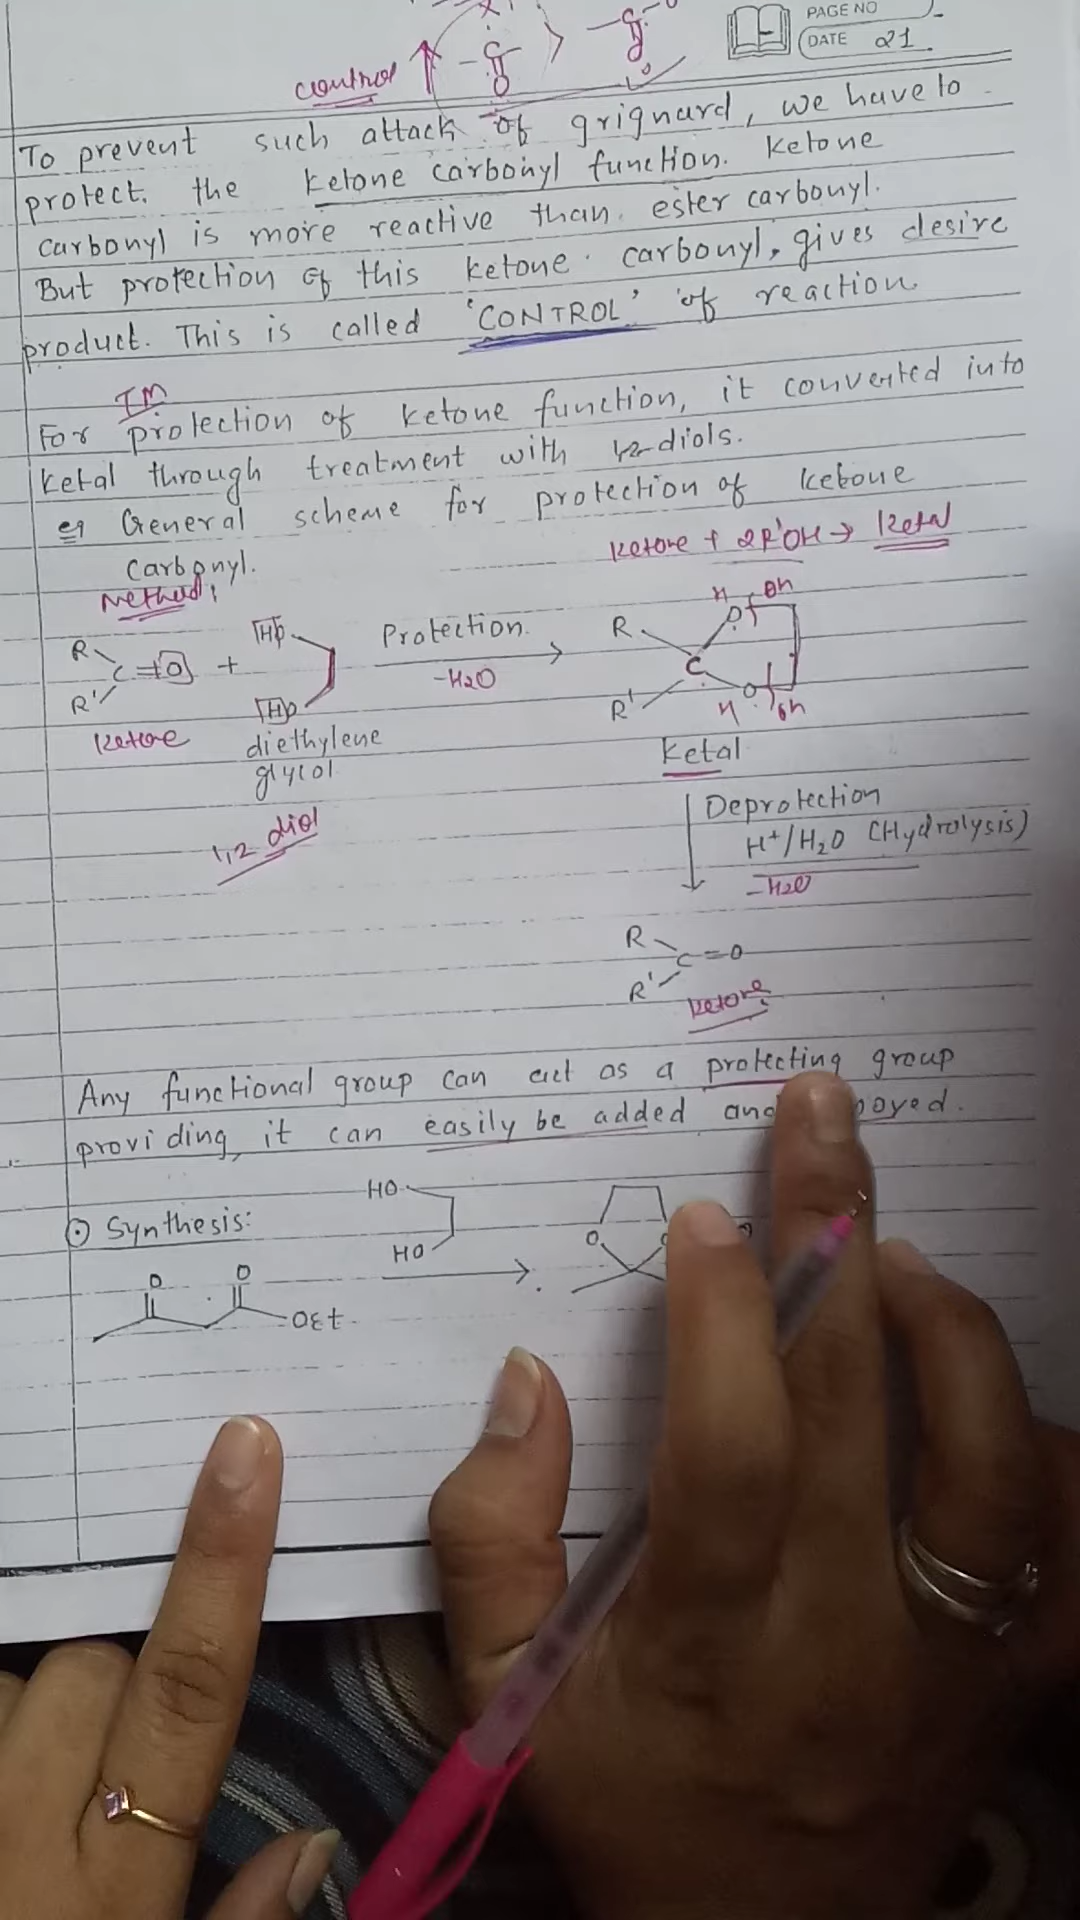 PAGE NO
DATE 21
control
To prevent such attack of grignard, we have to
protect. the ketone carbonyl function. Ketone
carbonyl is more reactive than ester carbonyl.
But protection of this ketone carbonyl, gives desire
product. This is called 'CONTROL' of reaction.
IM
For protection of ketone function, it converted into
ketal through treatment with 1,2 diols.
eg General scheme for protection of ketone
carbonyl.
Ketone + 2R'OH → Ketal
Method:
R R' C=O + HO HO Protection -H2O R R' C O O H OH H OH
Ketone diethylene glycol Ketal
1,2 diol
Deprotection
H+/H2O (Hydrolysis)
-H2O
R R' C=O
Ketone
Any functional group can act as a protecting group
providing, it can easily be added and
Synthesis:
HO
HO
O O OEt
O